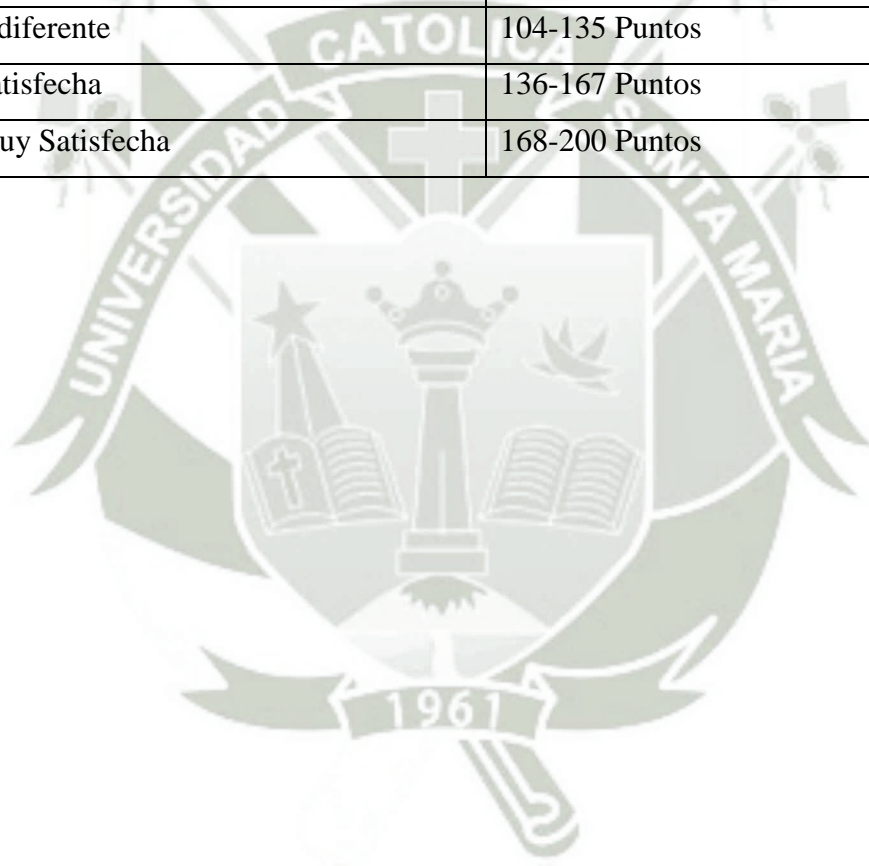 diferente 104-135 Puntos
tisfecha 136-167 Puntos
uy Satisfecha 168-200 Puntos
UNIVERSIDAD CATOLICA SANTA MARIA
1961